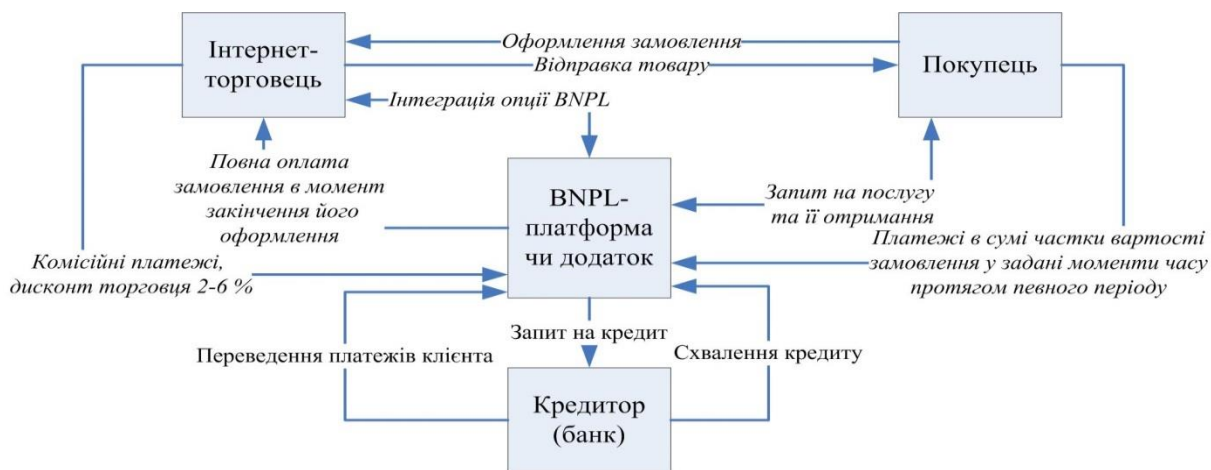 Інтернет-
торговець
Оформлення замовлення
Відправка товару
Покупець
Інтеграція опції BNPL
Повна оплата
замовлення в момент
закінчення його
оформлення
BNPL-
платформа
чи додаток
Запит на послугу
та її отримання
Комісійні платежі,
дисконт торговця 2-6 %
Платежі в сумі частки вартості
замовлення у задані моменти часу
протягом певного періоду
Запит на кредит
Переведення платежів клієнта
Схвалення кредиту
Кредитор
(банк)